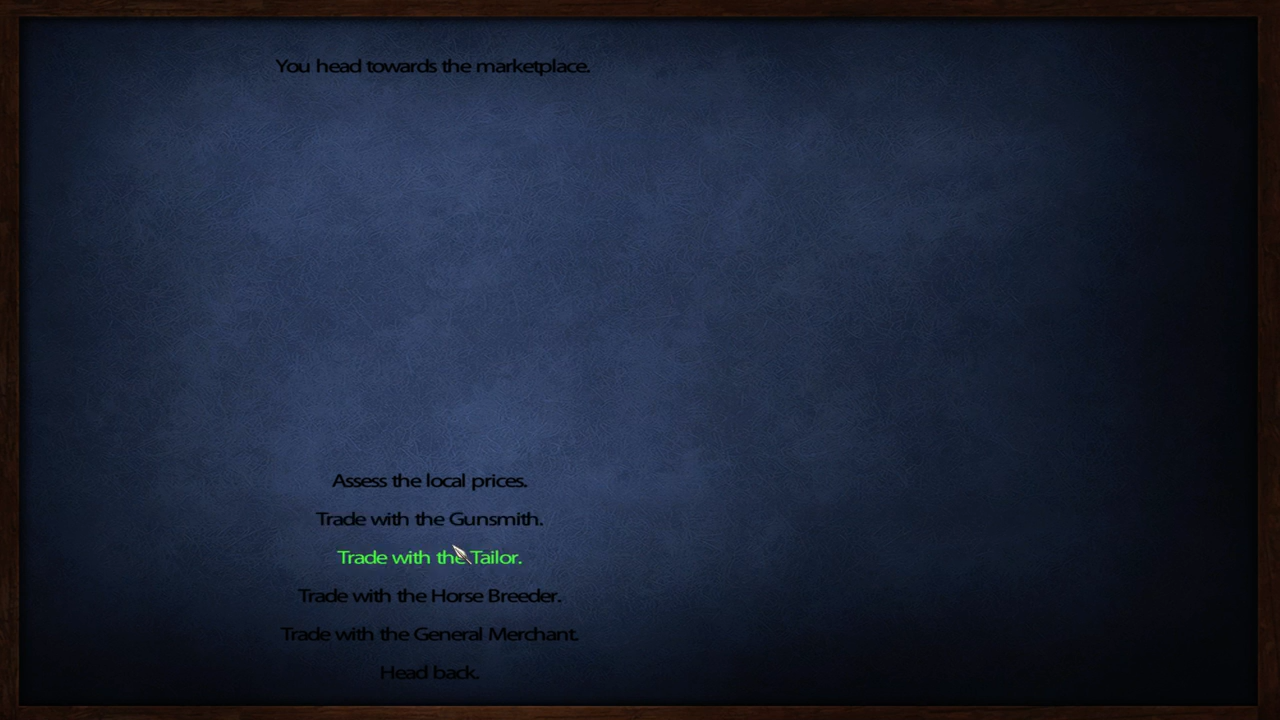 You head towards the marketplace.
Assess the local prices.
Trade with the Gunsmith.
Trade with the Tailor.
Trade with the Horse Breeder.
Trade with the General Merchant.
Head back.